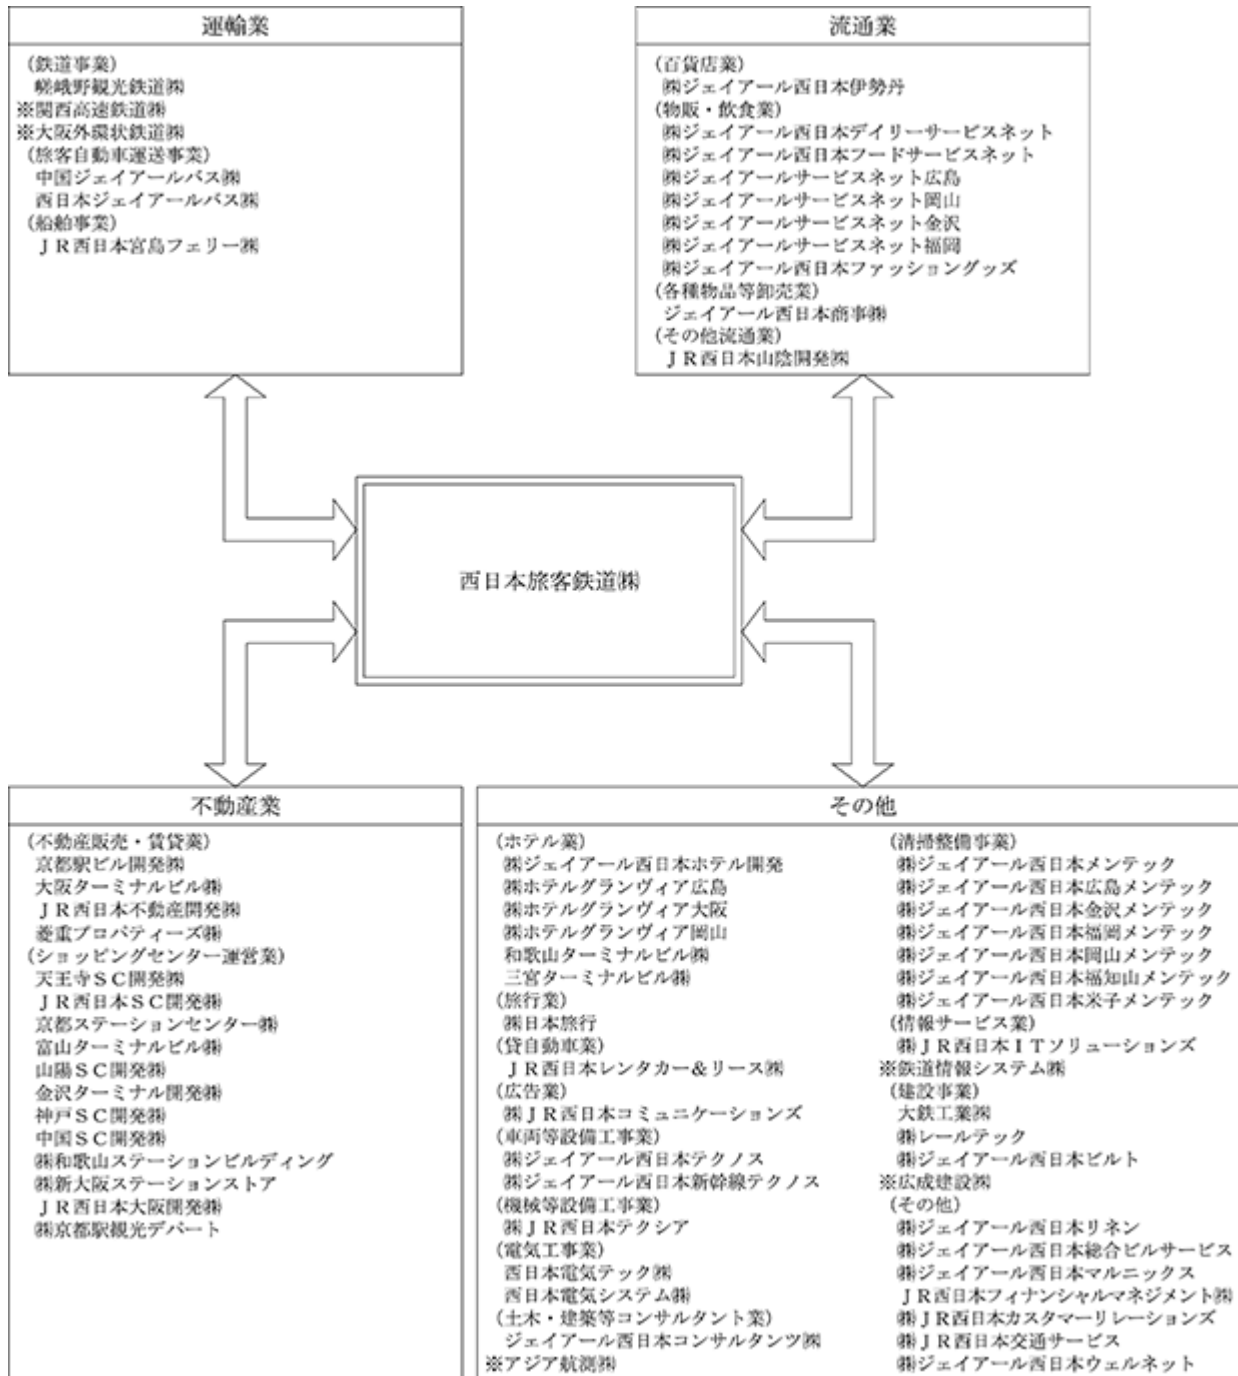 運輸業
(鉄道事業)
嵯峨野観光鉄道㈱
※関西高速鉄道㈱
※大阪外環状鉄道㈱
(旅客自動車運送事業)
中国ジェイアールバス㈱
西日本ジェイアールバス㈱
(船舶事業)
JR西日本宮島フェリー㈱
流通業
(百貨店業)
㈱ジェイアール西日本伊勢丹
(物販・飲食業)
㈱ジェイアール西日本デイリーサービスネット
㈱ジェイアール西日本フードサービスネット
㈱ジェイアールサービスネット広島
㈱ジェイアールサービスネット岡山
㈱ジェイアールサービスネット金沢
㈱ジェイアールサービスネット福岡
㈱ジェイアール西日本ファッショングッズ
(各種物品等卸売業)
ジェイアール西日本商事㈱
(その他流通業)
JR西日本山陰開発㈱
西日本旅客鉄道㈱
不動産業
(不動産販売・賃貸業)
京都駅ビル開発㈱
大阪ターミナルビル㈱
JR西日本不動産開発㈱
菱重プロパティーズ㈱
(ショッピングセンター運営業)
天王寺SC開発㈱
JR西日本SC開発㈱
京都ステーションセンター㈱
富山ターミナルビル㈱
山陽SC開発㈱
金沢ターミナル開発㈱
神戸SC開発㈱
中国SC開発㈱
㈱和歌山ステーションビルディング
㈱新大阪ステーションストア
JR西日本大阪開発㈱
㈱京都駅観光デパート
その他
(ホテル業)
㈱ジェイアール西日本ホテル開発
㈱ホテルグランヴィア広島
㈱ホテルグランヴィア大阪
㈱ホテルグランヴィア岡山
和歌山ターミナルビル㈱
三宮ターミナルビル㈱
(旅行業)
㈱日本旅行
(貸自動車業)
JR西日本レンタカー&リース㈱
(広告業)
㈱JR西日本コミュニケーションズ
(車両等設備工事業)
㈱ジェイアール西日本テクノス
㈱ジェイアール西日本新幹線テクノス
(機械等設備工事業)
㈱JR西日本テクシア
(電気工事業)
西日本電気テック㈱
西日本電気システム㈱
(土木・建築等コンサルタント業)
ジェイアール西日本コンサルタンツ㈱
※アジア航測㈱
(清掃整備事業)
㈱ジェイアール西日本メンテック
㈱ジェイアール西日本広島メンテック
㈱ジェイアール西日本金沢メンテック
㈱ジェイアール西日本福岡メンテック
㈱ジェイアール西日本岡山メンテック
㈱ジェイアール西日本福知山メンテック
㈱ジェイアール西日本米子メンテック
(情報サービス業)
㈱JR西日本ITソリューションズ
※鉄道情報システム㈱
(建設事業)
大鉄工業㈱
㈱レールテック
㈱ジェイアール西日本ビルト
※広成建設㈱
(その他)
㈱ジェイアール西日本リネン
㈱ジェイアール西日本総合ビルサービス
㈱ジェイアール西日本マルニックス
JR西日本フィナンシャルマネジメント㈱
㈱JR西日本カスタマーリレーションズ
㈱JR西日本交通サービス
㈱ジェイアール西日本ウェルネット